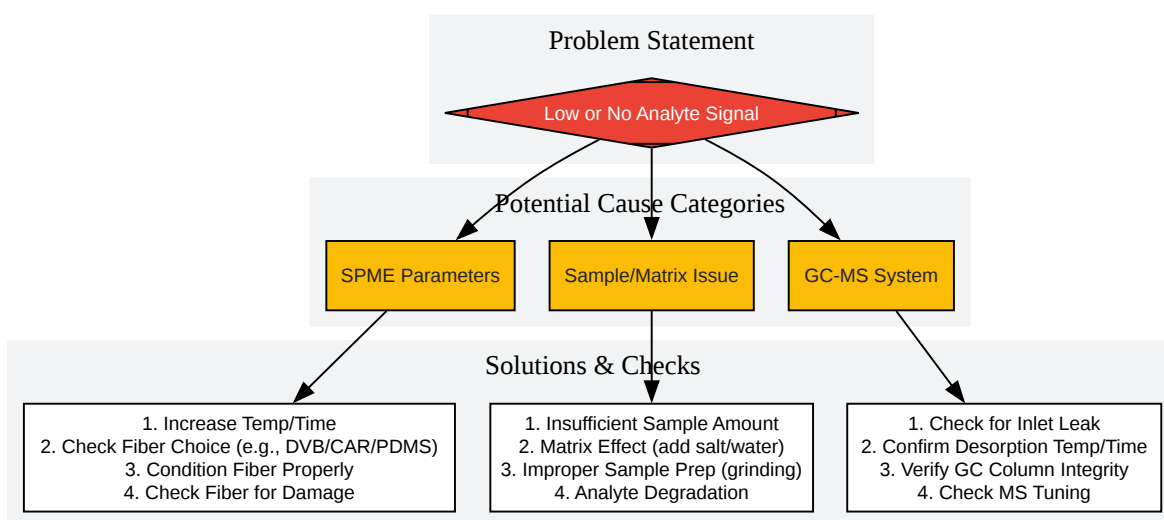 Problem Statement
Low or No Analyte Signal
Potential Cause Categories
SPME Parameters
Sample/Matrix Issue
GC-MS System
Solutions & Checks
1. Increase Temp/Time
2. Check Fiber Choice (e.g., DVB/CAR/PDMS)
3. Condition Fiber Properly
4. Check Fiber for Damage
1. Insufficient Sample Amount
2. Matrix Effect (add salt/water)
3. Improper Sample Prep (grinding)
4. Analyte Degradation
1. Check for Inlet Leak
2. Confirm Desorption Temp/Time
3. Verify GC Column Integrity
4. Check MS Tuning